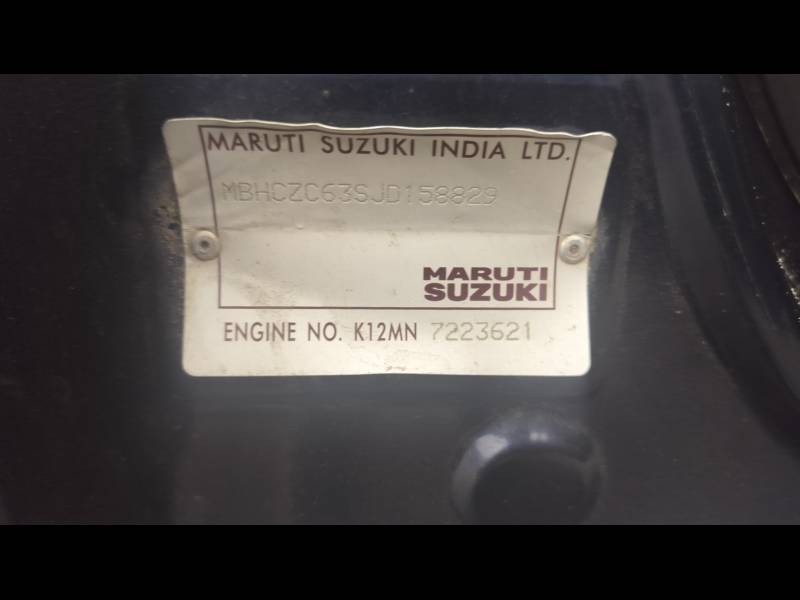 MARUTI SUZUKI INDIA LTD.
MBHCZC63SJD158829
MARUTI
SUZUKI
ENGINE NO. K12MN 7223621